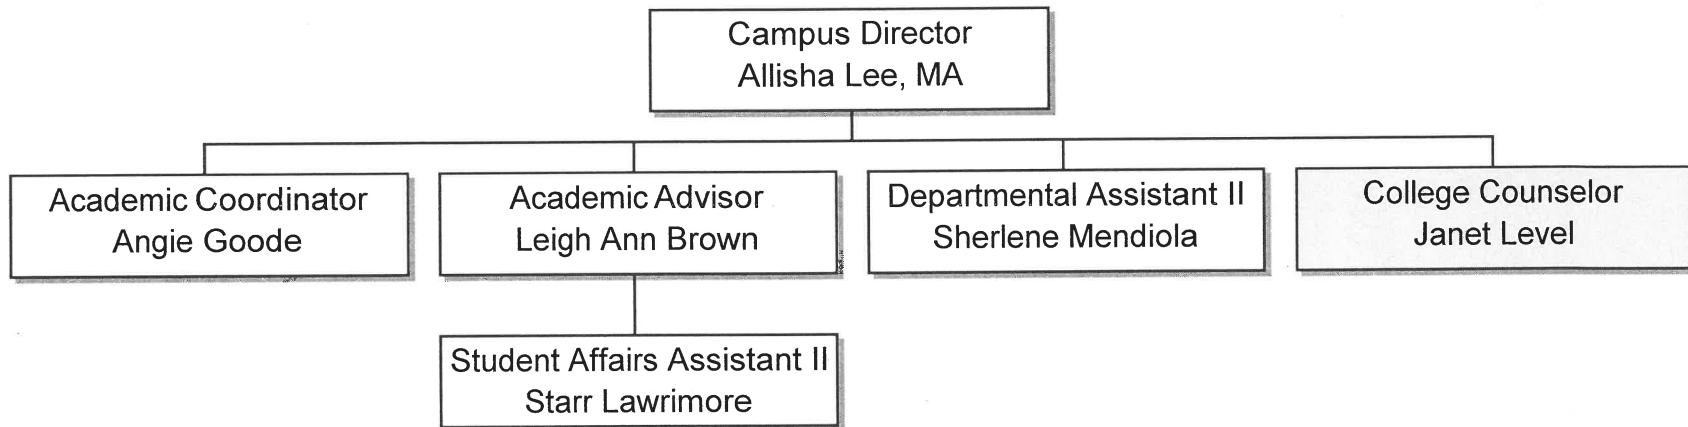 Campus Director
Allisha Lee, MA
Academic Coordinator
Angie Goode
Academic Advisor
Leigh Ann Brown
Departmental Assistant II
Sherlene Mendiola
College Counselor
Janet Level
Student Affairs Assistant II
Starr Lawrimore